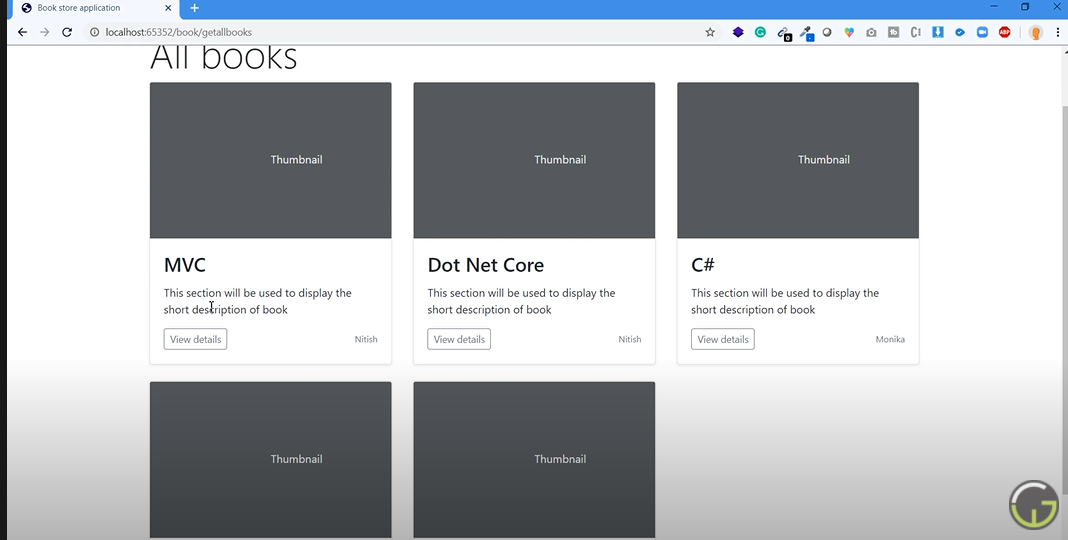 Book store application
localhost:65352/book/getallbooks
0
ABP
All books
Thumbnail
Thumbnail
Thumbnail
MVC
Dot Net Core
C#
This section will be used to display the
short description of book
This section will be used to display the
short description of book
This section will be used to display the
short description of book
View details
Nitish
View details
Nitish
View details
Monika
Thumbnail
Thumbnail